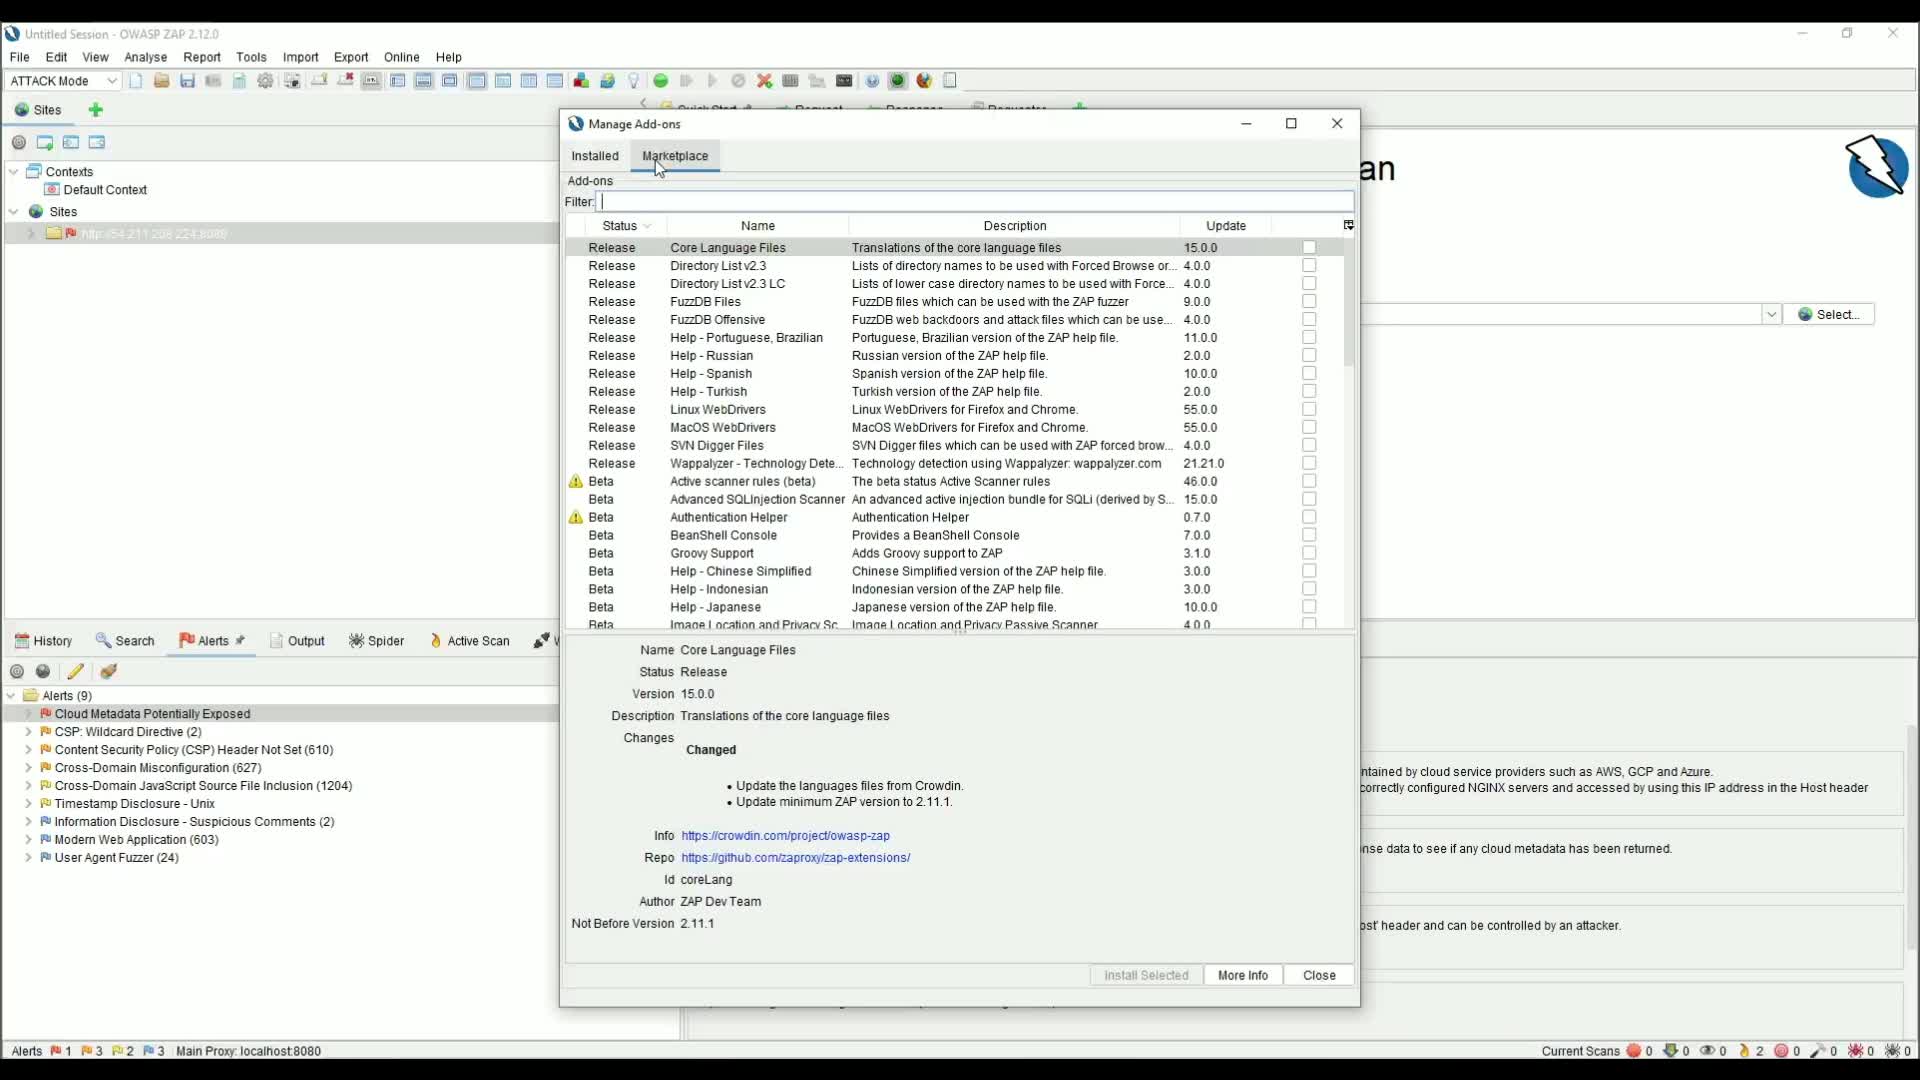 Untitled Session - OWASP ZAP 2.12.0
File Edit View Analyse Report Tools Import Export Online Help
ATTACK Mode
Sites
Contexts
Default Context
Sites
http://54.211.208.224:8080
Manage Add-ons
Installed Marketplace
Add-ons
Filter:
Status Name Description Update
Release Core Language Files Translations of the core language files 15.0.0
Release Directory List v2.3 Lists of directory names to be used with Forced Browse or... 4.0.0
Release Directory List v2.3 LC Lists of lower case directory names to be used with Force... 4.0.0
Release FuzzDB Files FuzzDB files which can be used with the ZAP fuzzer 9.0.0
Release FuzzDB Offensive FuzzDB web backdoors and attack files which can be use... 4.0.0
Release Help - Portuguese, Brazilian Portuguese, Brazilian version of the ZAP help file. 11.0.0
Release Help - Russian Russian version of the ZAP help file. 2.0.0
Release Help - Spanish Spanish version of the ZAP help file. 10.0.0
Release Help - Turkish Turkish version of the ZAP help file. 2.0.0
Release Linux WebDrivers Linux WebDrivers for Firefox and Chrome. 55.0.0
Release MacOS WebDrivers MacOS WebDrivers for Firefox and Chrome. 55.0.0
Release SVN Digger Files SVN Digger files which can be used with ZAP forced brow... 4.0.0
Release Wappalyzer - Technology Dete... Technology detection using Wappalyzer: wappalyzer.com 21.21.0
Beta Active scanner rules (beta) The beta status Active Scanner rules 46.0.0
Beta Advanced SQLInjection Scanner An advanced active injection bundle for SQLi (derived by S... 15.0.0
Beta Authentication Helper Authentication Helper 0.7.0
Beta BeanShell Console Provides a BeanShell Console 7.0.0
Beta Groovy Support Adds Groovy support to ZAP 3.1.0
Beta Help - Chinese Simplified Chinese Simplified version of the ZAP help file. 3.0.0
Beta Help - Indonesian Indonesian version of the ZAP help file. 3.0.0
Beta Help - Japanese Japanese version of the ZAP help file. 10.0.0
Beta Image Location and Privacy Sc... Image Location and Privacy Passive Scanner 4.0.0
Name Core Language Files
Status Release
Version 15.0.0
Description Translations of the core language files
Changes
Changed
• Update the languages files from Crowdin.
• Update minimum ZAP version to 2.11.1.
Info https://crowdin.com/project/owasp-zap
Repo https://github.com/zaproxy/zap-extensions/
Id coreLang
Author ZAP Dev Team
Not Before Version 2.11.1
Install Selected More Info Close
an
Select...
History Search Alerts Output Spider Active Scan
Alerts (9)
Cloud Metadata Potentially Exposed
CSP: Wildcard Directive (2)
Content Security Policy (CSP) Header Not Set (610)
Cross-Domain Misconfiguration (627)
Cross-Domain JavaScript Source File Inclusion (1204)
Timestamp Disclosure - Unix
Information Disclosure - Suspicious Comments (2)
Modern Web Application (603)
User Agent Fuzzer (24)
ntained by cloud service providers such as AWS, GCP and Azure.
correctly configured NGINX servers and accessed by using this IP address in the Host header
nse data to see if any cloud metadata has been returned.
ost' header and can be controlled by an attacker.
Alerts 1 3 2 3 Main Proxy: localhost:8080
Current Scans 0 0 0 2 0 0 0 0